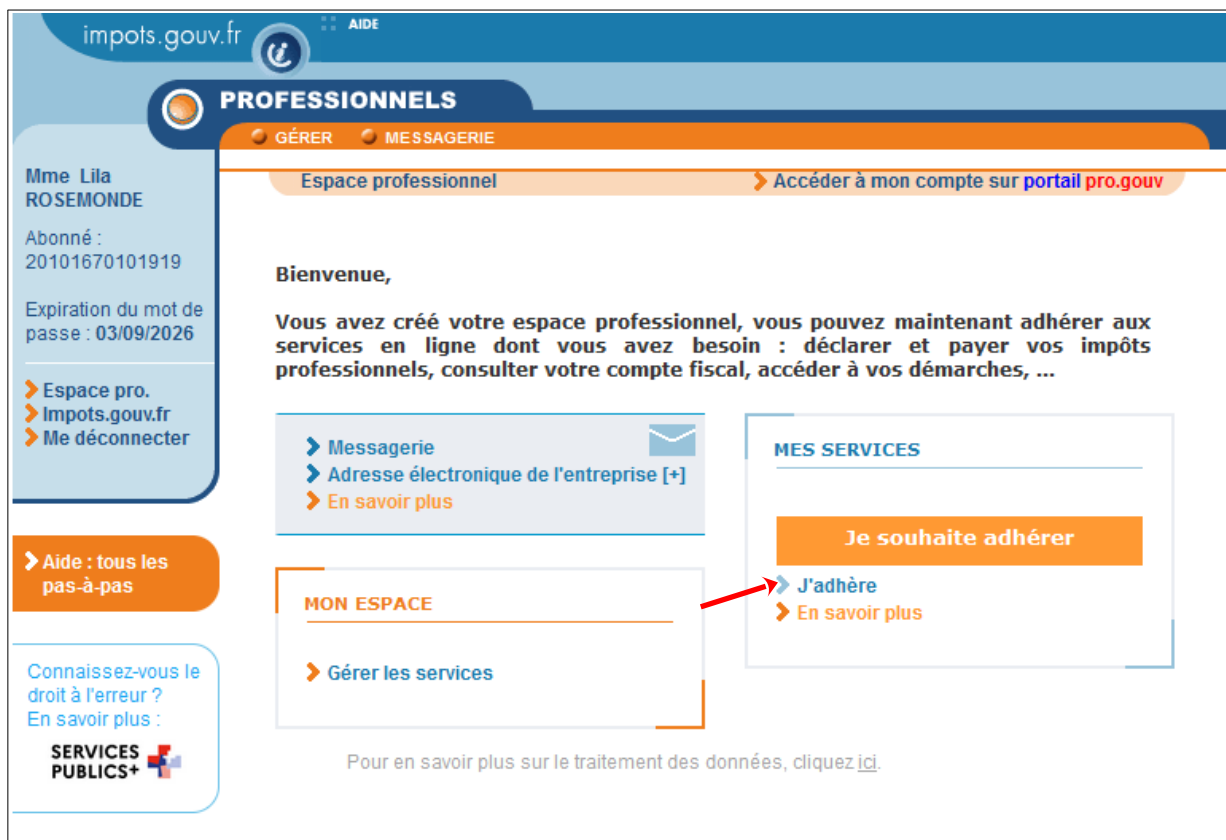 impots.gouv.fr
AIDE
PROFESSIONNELS
GÉRER MESSAGERIE
Mme Lila
ROSEMONDE
Abonné :
20101670101919
Expiration du mot de
passe : 03/09/2026
Espace pro.
Impots.gouv.fr
Me déconnecter
Aide : tous les
pas-à-pas
Connaissez-vous le
droit à l'erreur ?
En savoir plus :
SERVICES
PUBLICS+
Espace professionnel
Accéder à mon compte sur portail pro.gouv
Bienvenue,
Vous avez créé votre espace professionnel, vous pouvez maintenant adhérer aux
services en ligne dont vous avez besoin : déclarer et payer vos impôts
professionnels, consulter votre compte fiscal, accéder à vos démarches, ...
Messagerie
Adresse électronique de l'entreprise [+]
En savoir plus
MON ESPACE
Gérer les services
MES SERVICES
Je souhaite adhérer
J'adhère
En savoir plus
Pour en savoir plus sur le traitement des données, cliquez ici.